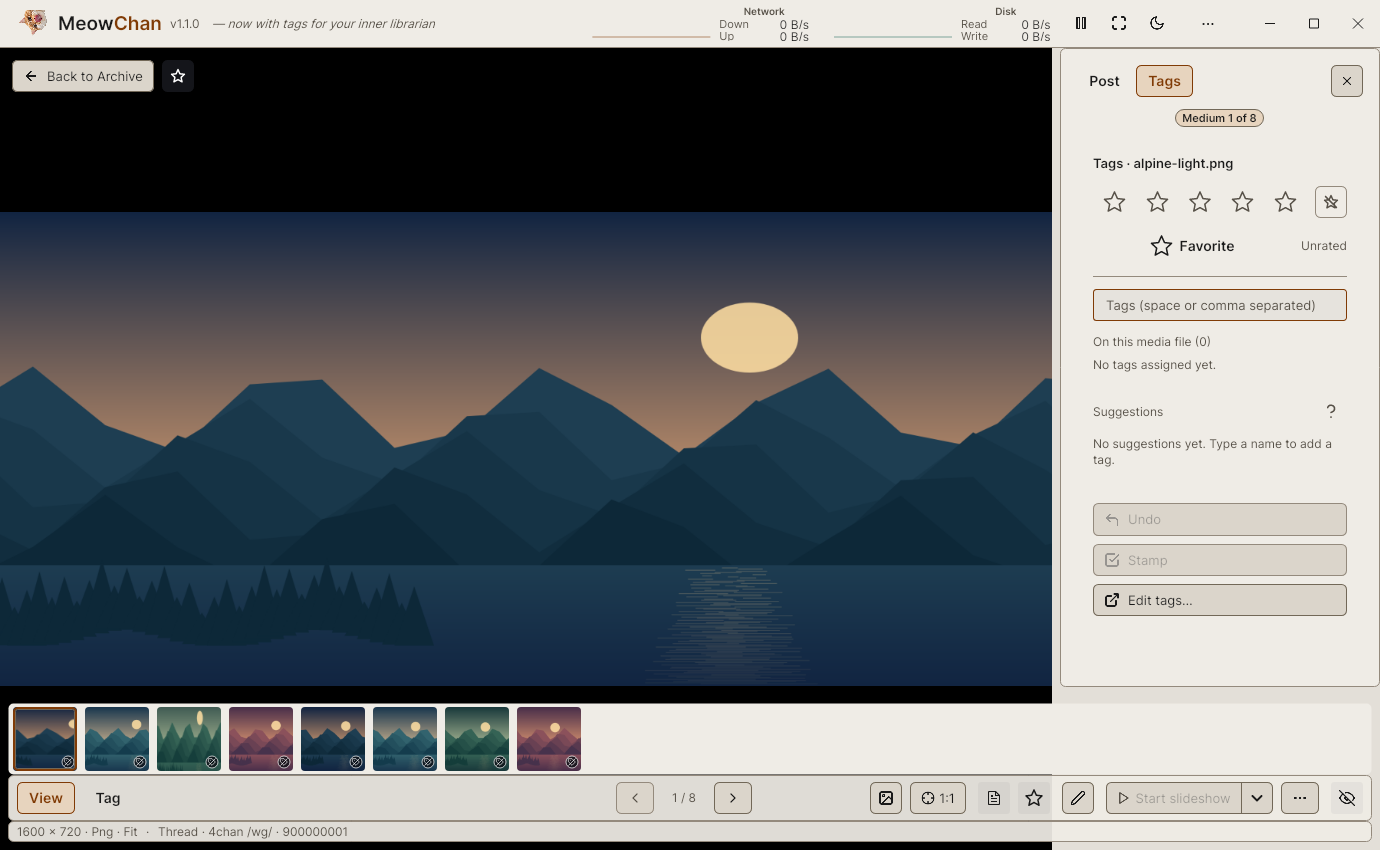 MeowChan v1.1.0 — now with tags for your inner librarian
Network
Down 0 B/s
Up 0 B/s
Disk
Read 0 B/s
Write 0 B/s
Back to Archive
Post Tags
Medium 1 of 8
Tags · alpine-light.png
Favorite Unrated
Tags (space or comma separated)
On this media file (0)
No tags assigned yet.
Suggestions ?
No suggestions yet. Type a name to add a
tag.
Undo
Stamp
Edit tags...
View Tag 1 / 8 1:1 Start slideshow
1600 × 720 · Png · Fit · Thread · 4chan /wg/ · 900000001